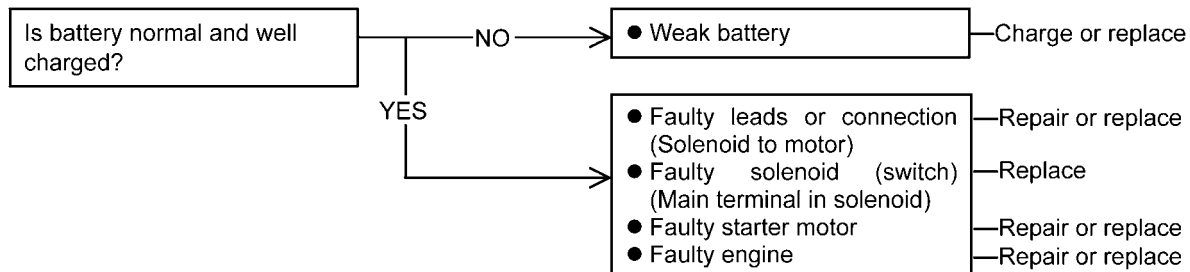 Is battery normal and well
charged?
NO
● Weak battery
Charge or replace
YES
● Faulty leads or connection
(Solenoid to motor)
Repair or replace
● Faulty solenoid (switch)
(Main terminal in solenoid)
Replace
● Faulty starter motor
Repair or replace
● Faulty engine
Repair or replace